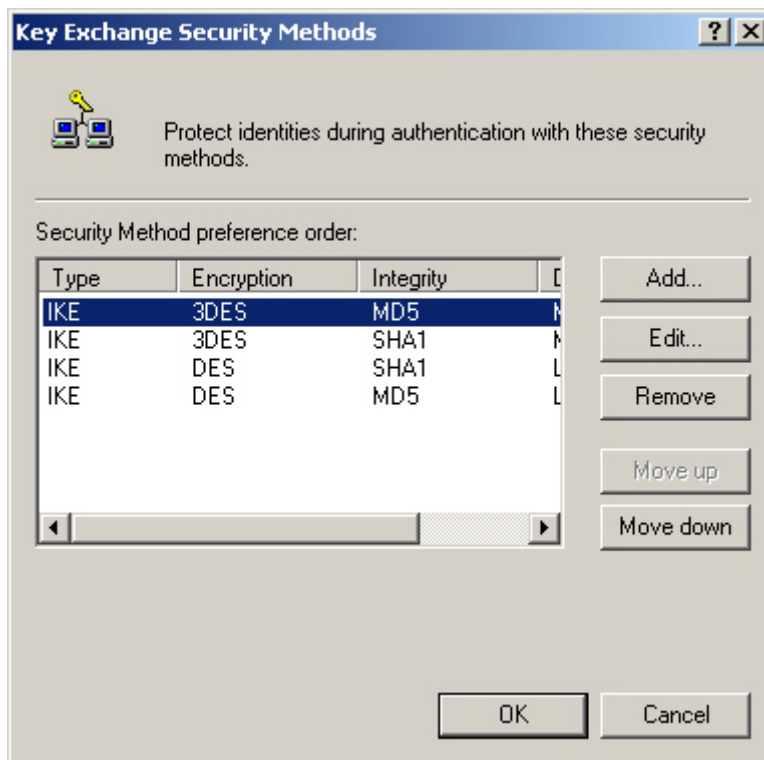 Key Exchange Security Methods
Protect identities during authentication with these security
methods.
Security Method preference order:
Type Encryption Integrity
IKE 3DES MD5
IKE 3DES SHA1
IKE DES SHA1
IKE DES MD5
Add...
Edit...
Remove
Move up
Move down
OK Cancel